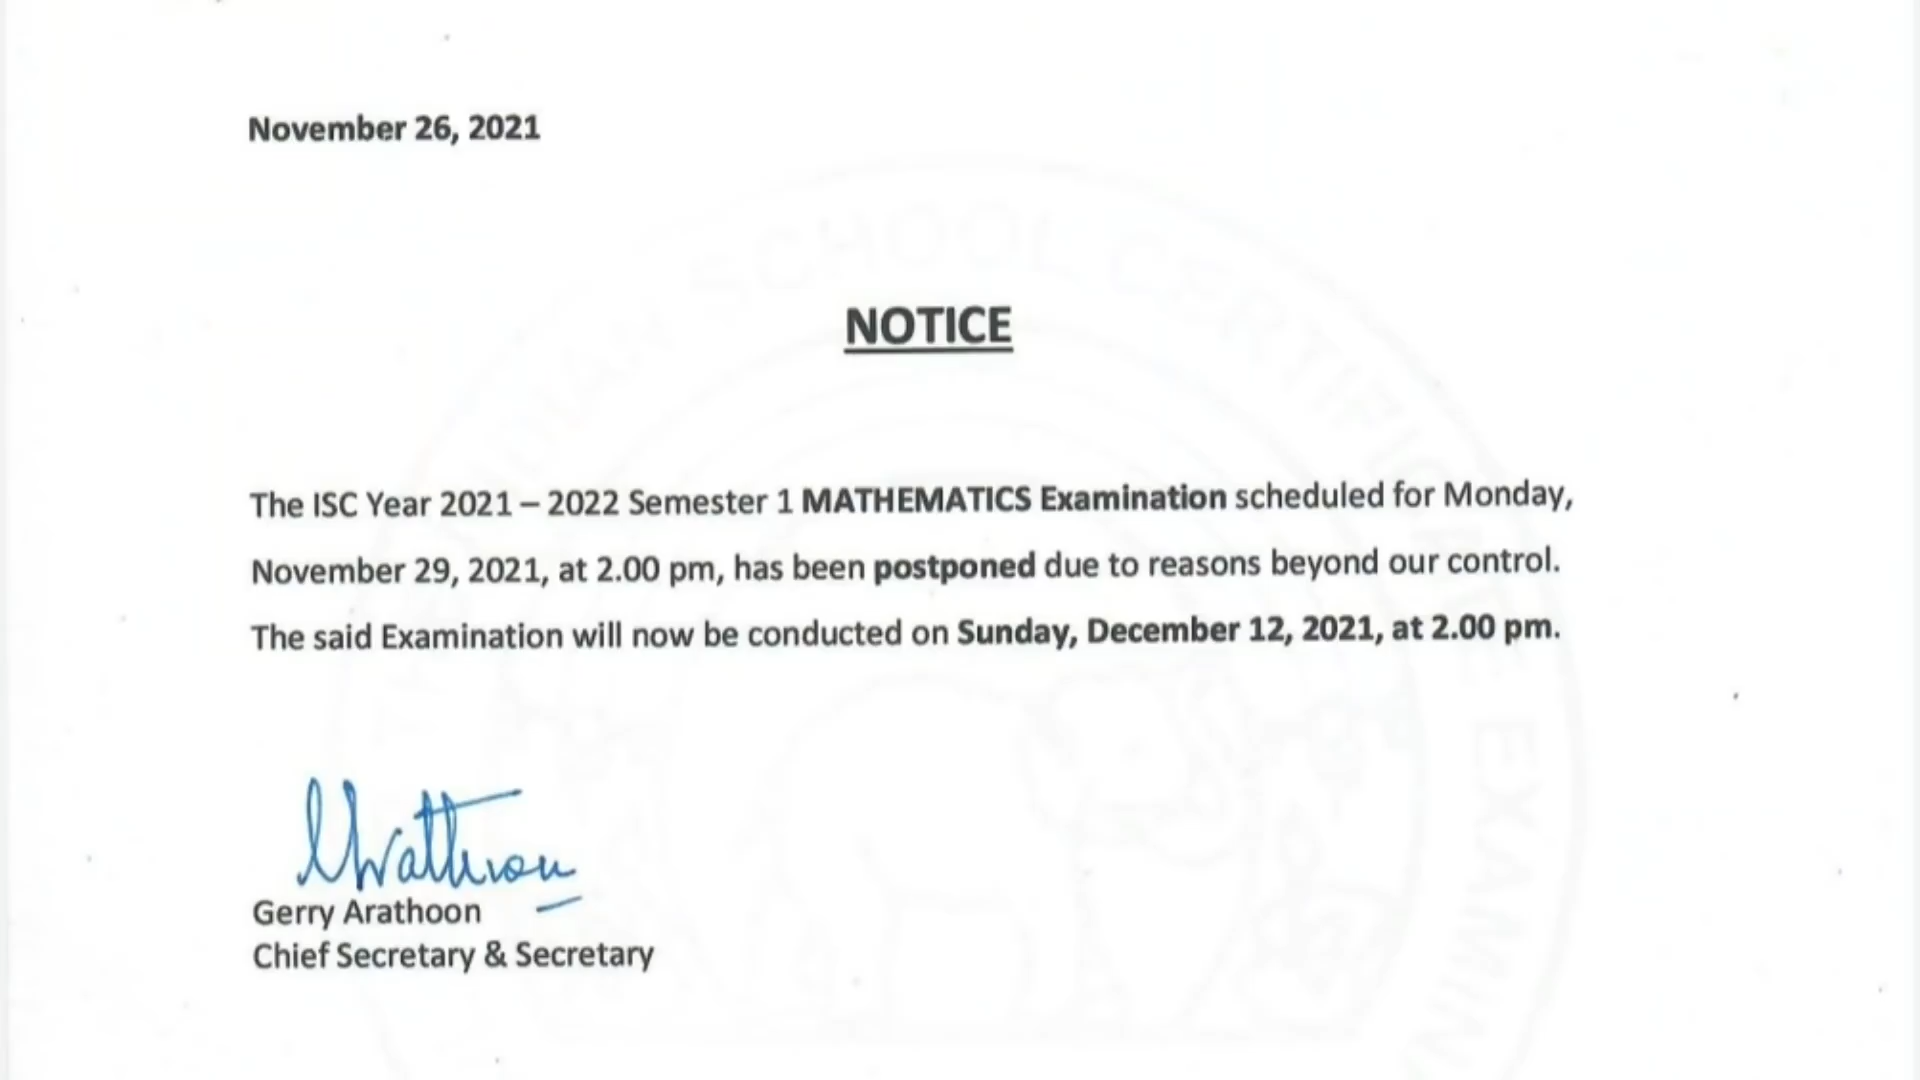 November 26, 2021
NOTICE
The ISC Year 2021 – 2022 Semester 1 MATHEMATICS Examination scheduled for Monday,
November 29, 2021, at 2.00 pm, has been postponed due to reasons beyond our control.
The said Examination will now be conducted on Sunday, December 12, 2021, at 2.00 pm.
Gerry Arathoon
Chief Secretary & Secretary